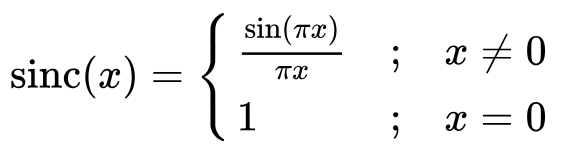 sinc(x) = { sin(πx) / πx ; x ≠ 0
1 ; x = 0